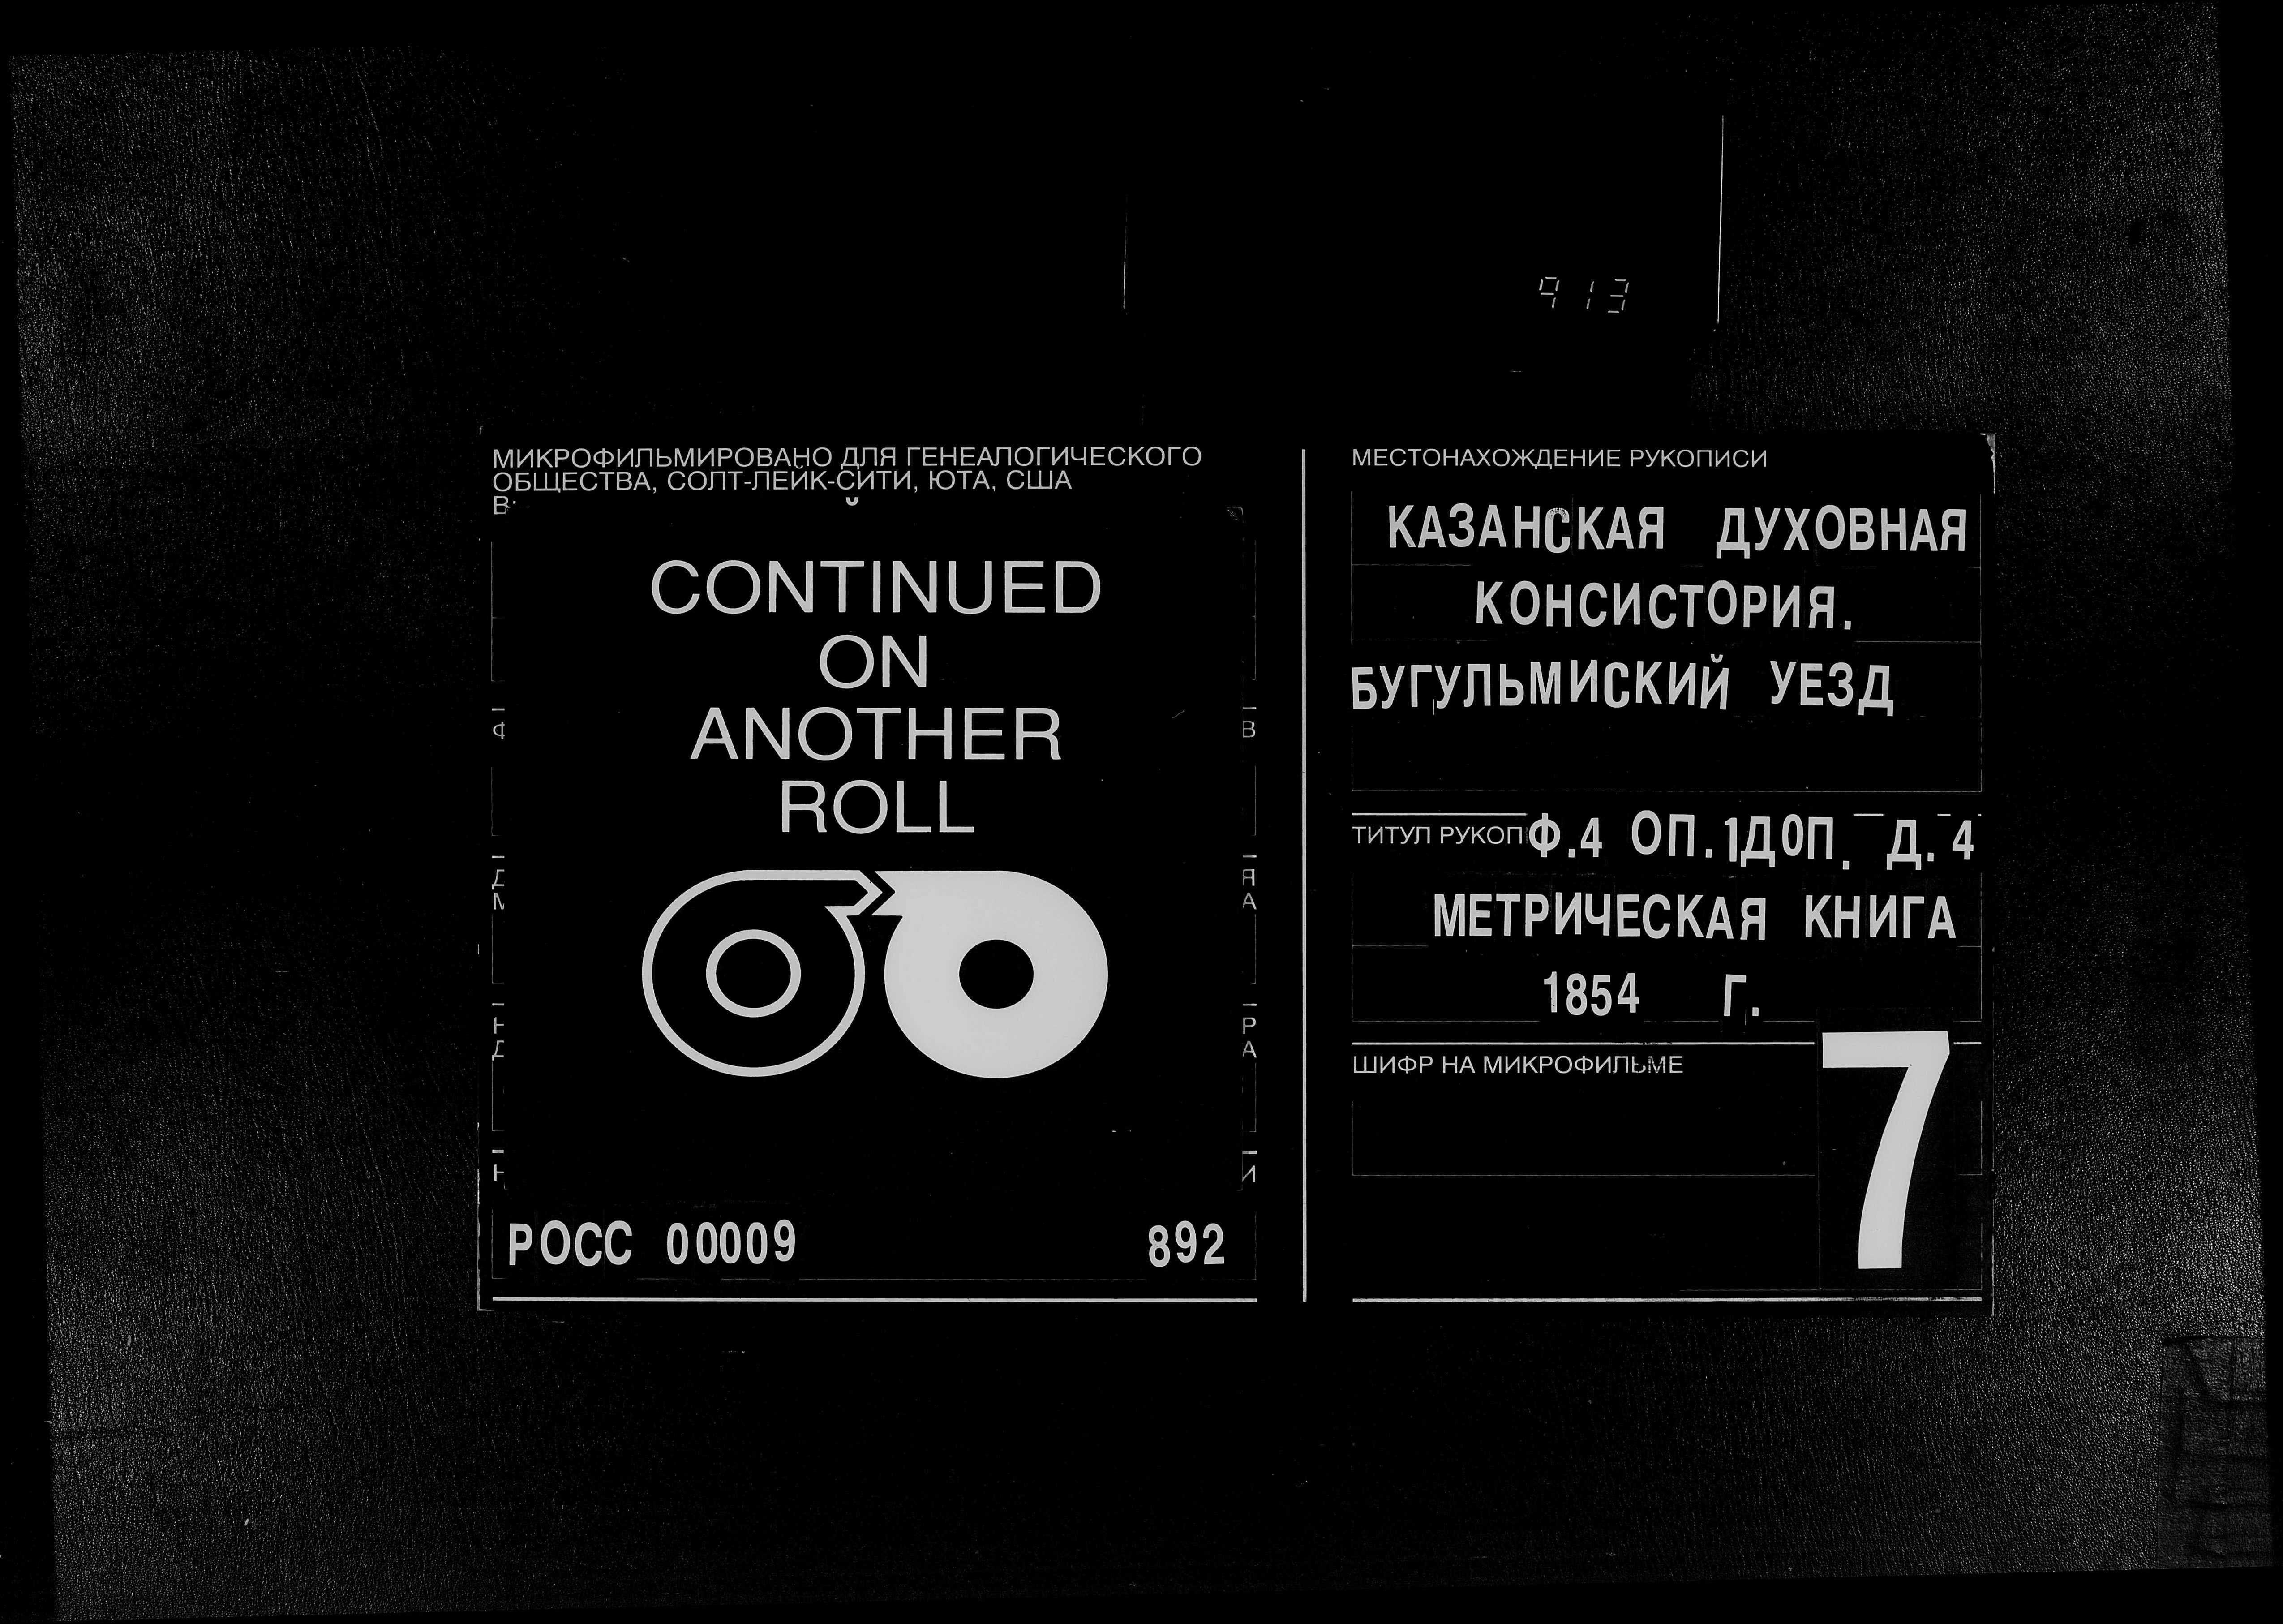 913
МИКРОФИЛЬМИРОВАНО ДЛЯ ГЕНЕАЛОГИЧЕСКОГО
ОБЩЕСТВА, СОЛТ-ЛЕЙК-СИТИ, ЮТА, США
В
CONTINUED
ON
ANOTHER
ROLL
РОСС 00009 892
МЕСТОНАХОЖДЕНИЕ РУКОПИСИ
КАЗАНСКАЯ ДУХОВНАЯ
КОНСИСТОРИЯ.
БУГУЛЬМИСКИЙ УЕЗД
ТИТУЛ РУКОП Ф.4 ОП.1ДОП. Д.4
МЕТРИЧЕСКАЯ КНИГА
1854 Г.
ШИФР НА МИКРОФИЛЬМЕ
7